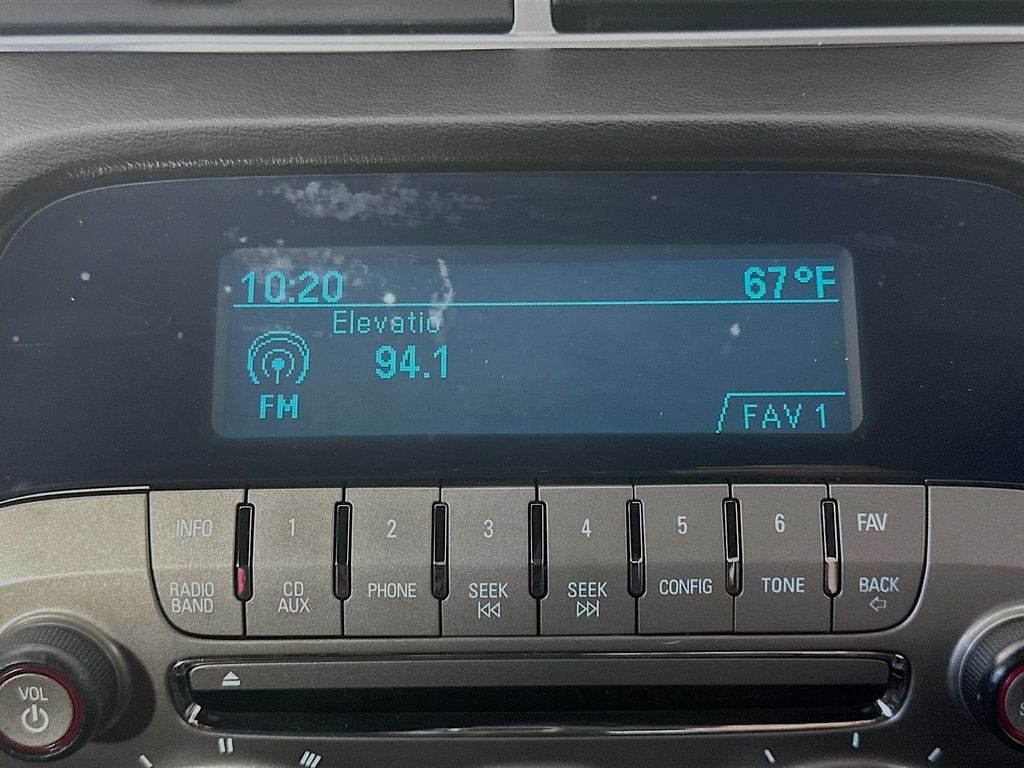 10:20 67°F
Elevatio
94.1
FM
FAV 1
INFO 1 2 3 4 5 6 FAV
RADIO BAND CD AUX PHONE SEEK SEEK CONFIG TONE BACK
VOL